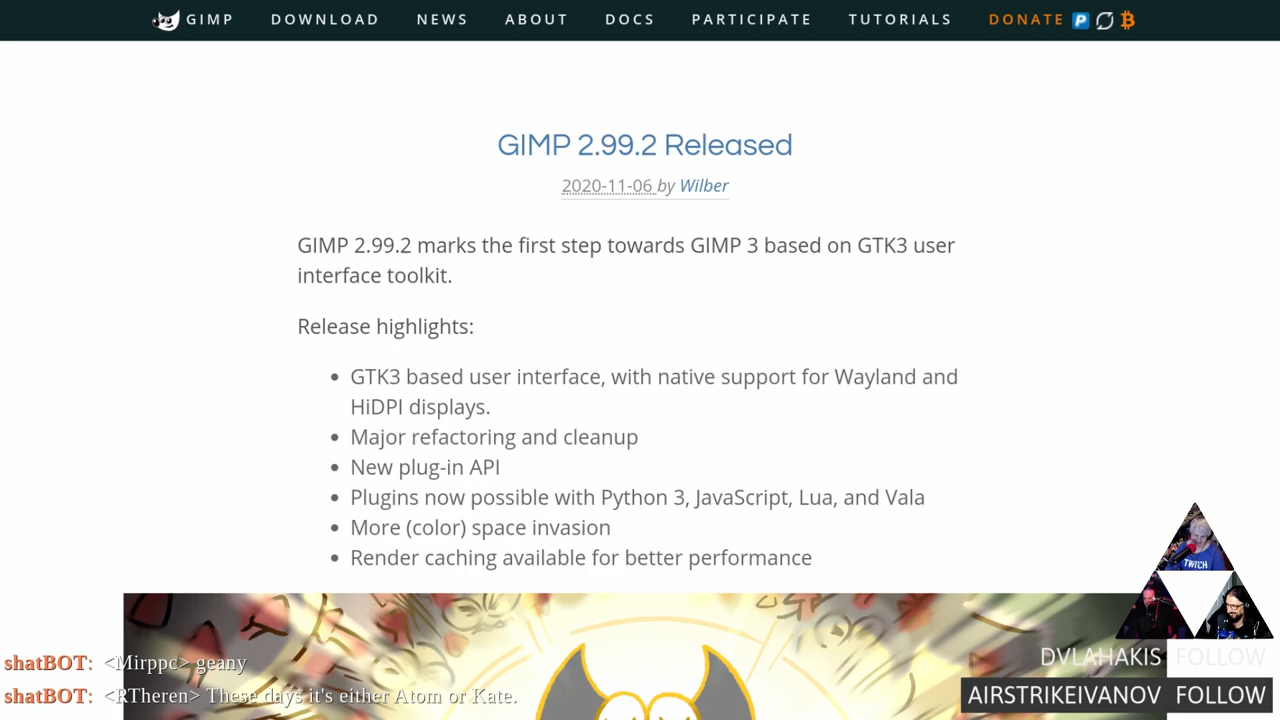 GIMP DOWNLOAD NEWS ABOUT DOCS PARTICIPATE TUTORIALS DONATE
GIMP 2.99.2 Released
2020-11-06 by Wilber
GIMP 2.99.2 marks the first step towards GIMP 3 based on GTK3 user
interface toolkit.
Release highlights:
• GTK3 based user interface, with native support for Wayland and
HiDPI displays.
• Major refactoring and cleanup
• New plug-in API
• Plugins now possible with Python 3, JavaScript, Lua, and Vala
• More (color) space invasion
• Render caching available for better performance
TWITCH
shatBOT: <Mirppc> geany
shatBOT: <RTheren> These days it's either Atom or Kate.
DVLAHAKIS FOLLOW
AIRSTRIKEIVANOV FOLLOW